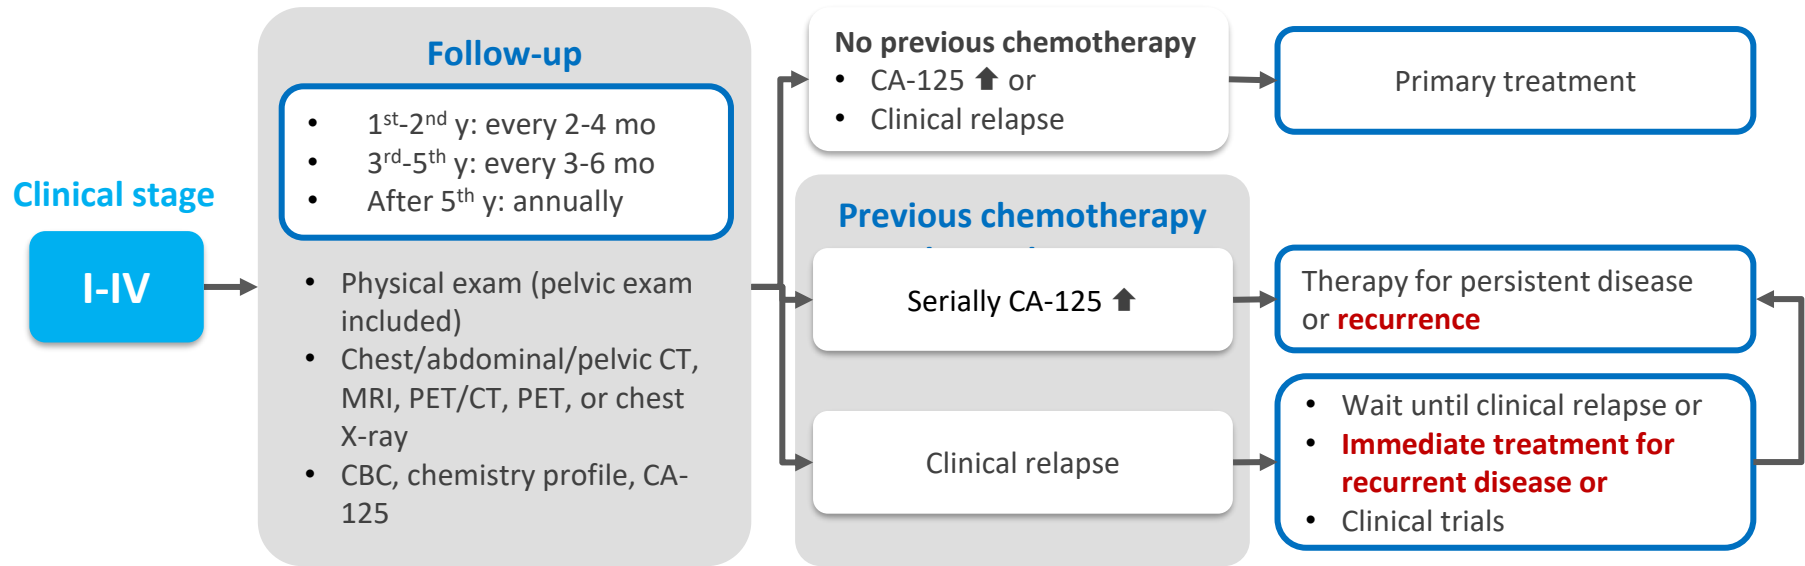 Clinical stage
I-IV
Follow-up
• 1st-2nd y: every 2-4 mo
• 3rd-5th y: every 3-6 mo
• After 5th y: annually
• Physical exam (pelvic exam
included)
• Chest/abdominal/pelvic CT,
MRI, PET/CT, PET, or chest
X-ray
• CBC, chemistry profile, CA-
125
No previous chemotherapy
• CA-125 ⬆ or
• Clinical relapse
Primary treatment
Previous chemotherapy
Serially CA-125 ⬆
Therapy for persistent disease
or recurrence
Clinical relapse
• Wait until clinical relapse or
• Immediate treatment for
recurrent disease or
• Clinical trials